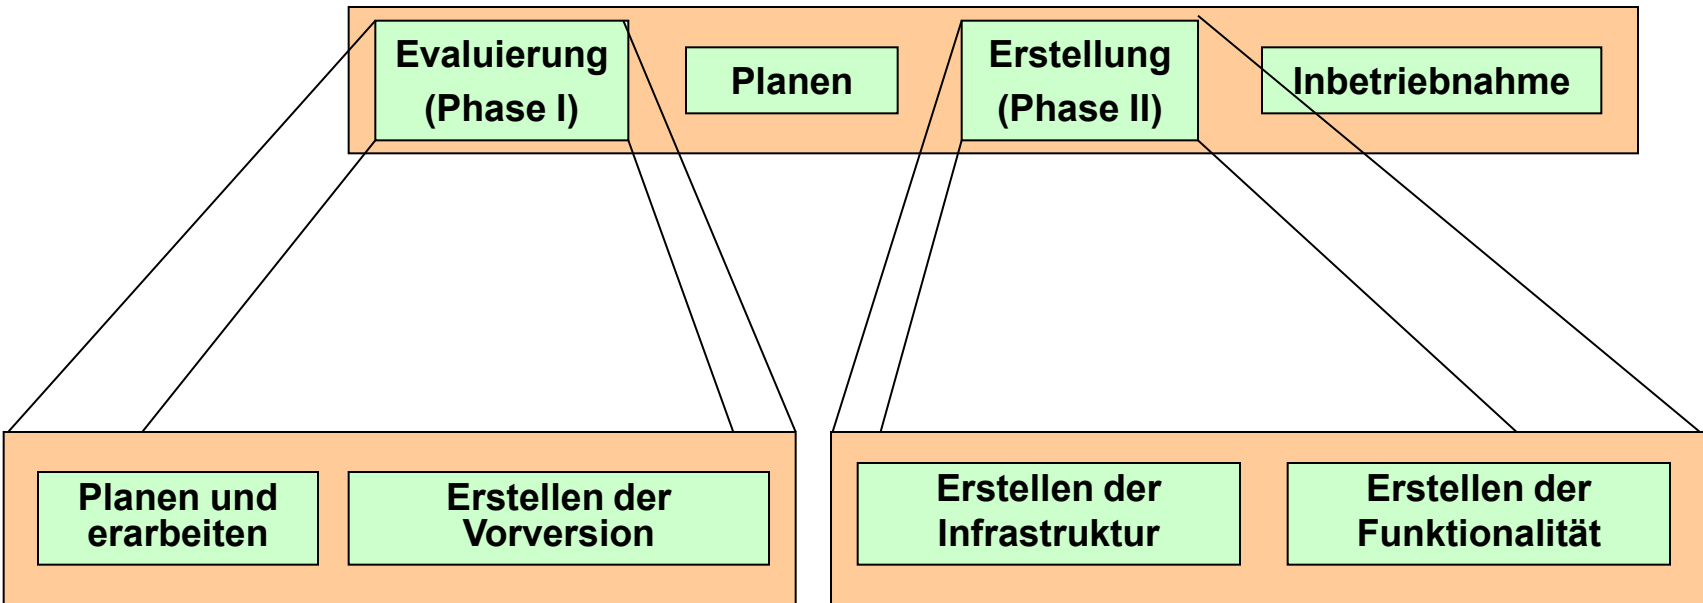 Evaluierung
(Phase I)
Planen
Erstellung
(Phase II)
Inbetriebnahme
Planen und
erarbeiten
Erstellen der
Vorversion
Erstellen der
Infrastruktur
Erstellen der
Funktionalität